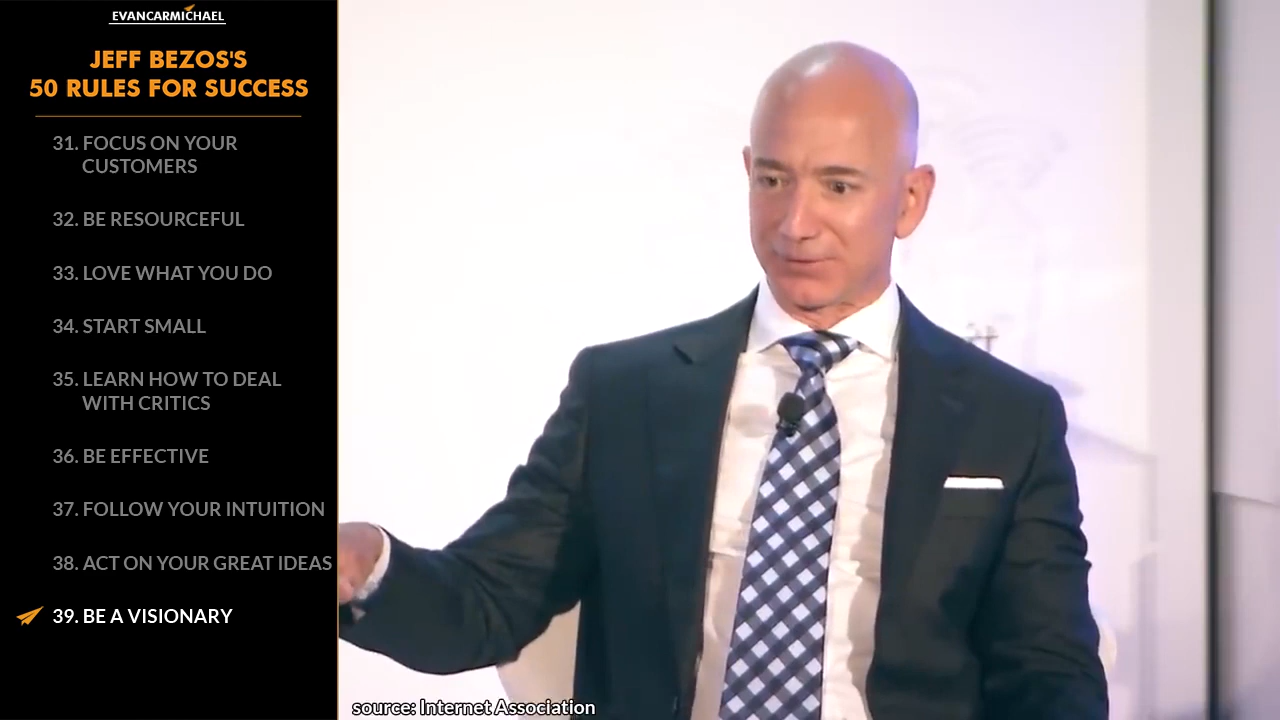 EVANCARMICHAEL
JEFF BEZOS'S
50 RULES FOR SUCCESS
31. FOCUS ON YOUR
CUSTOMERS
32. BE RESOURCEFUL
33. LOVE WHAT YOU DO
34. START SMALL
35. LEARN HOW TO DEAL
WITH CRITICS
36. BE EFFECTIVE
37. FOLLOW YOUR INTUITION
38. ACT ON YOUR GREAT IDEAS
39. BE A VISIONARY
source: Internet Association